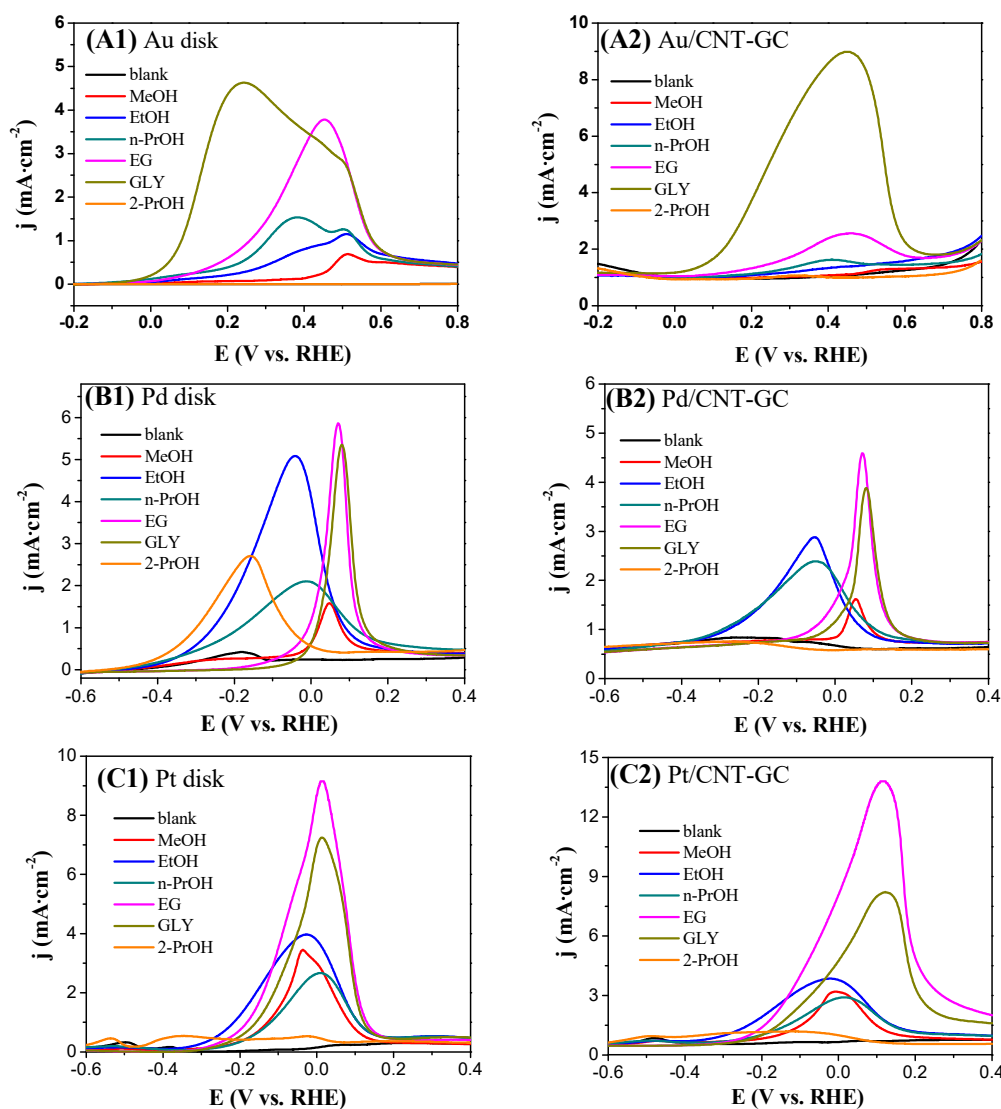 (A1) Au disk
blank
MeOH
EtOH
n-PrOH
EG
GLY
2-PrOH
j (mA·cm-2)
6
5
4
3
2
1
0
-0.2 0.0 0.2 0.4 0.6 0.8
E (V vs. RHE)
(A2) Au/CNT-GC
blank
MeOH
EtOH
n-PrOH
EG
GLY
2-PrOH
j (mA·cm-2)
10
8
6
4
2
0
-0.2 0.0 0.2 0.4 0.6 0.8
E (V vs. RHE)
(B1) Pd disk
blank
MeOH
EtOH
n-PrOH
EG
GLY
2-PrOH
j (mA·cm-2)
6
5
4
3
2
1
0
-0.6 -0.4 -0.2 0.0 0.2 0.4
E (V vs. RHE)
(B2) Pd/CNT-GC
blank
MeOH
EtOH
n-PrOH
EG
GLY
2-PrOH
j (mA·cm-2)
6
5
4
3
2
1
0
-0.6 -0.4 -0.2 0.0 0.2 0.4
E (V vs. RHE)
(C1) Pt disk
blank
MeOH
EtOH
n-PrOH
EG
GLY
2-PrOH
j (mA·cm-2)
10
8
6
4
2
0
-0.6 -0.4 -0.2 0.0 0.2 0.4
E (V vs. RHE)
(C2) Pt/CNT-GC
blank
MeOH
EtOH
n-PrOH
EG
GLY
2-PrOH
j (mA·cm-2)
15
12
9
6
3
0
-0.6 -0.4 -0.2 0.0 0.2 0.4
E (V vs. RHE)